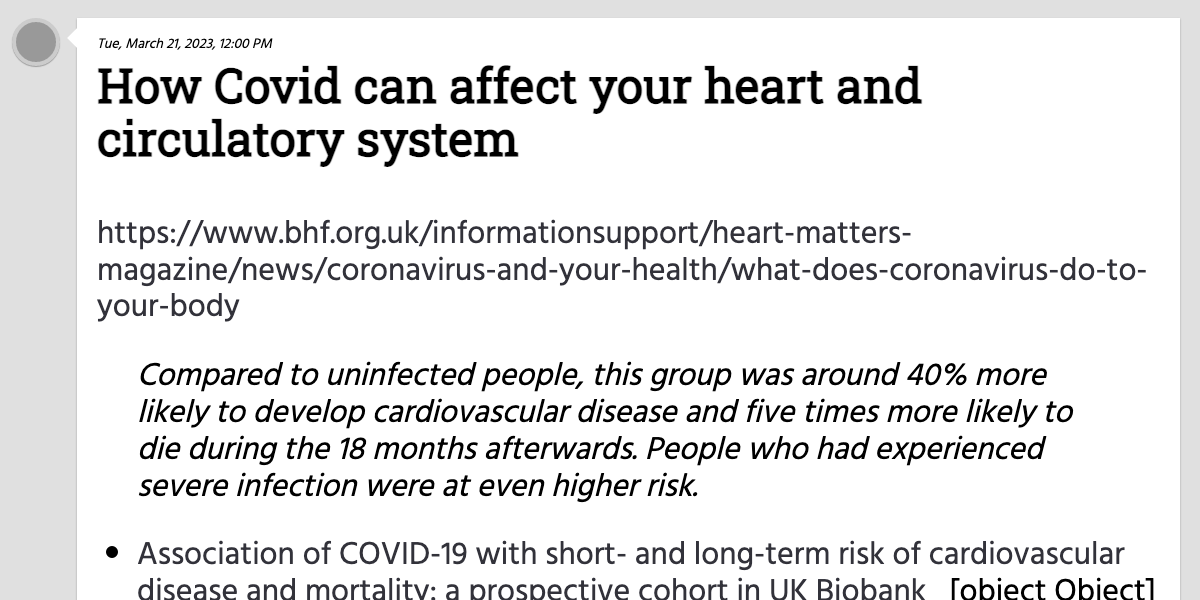 Tue, March 21, 2023, 12:00 PM
How Covid can affect your heart and
circulatory system
https://www.bhf.org.uk/informationsupport/heart-matters-
magazine/news/coronavirus-and-your-health/what-does-coronavirus-do-to-
your-body
Compared to uninfected people, this group was around 40% more
likely to develop cardiovascular disease and five times more likely to
die during the 18 months afterwards. People who had experienced
severe infection were at even higher risk.
• Association of COVID-19 with short- and long-term risk of cardiovascular
disease and mortality: a prospective cohort in UK Biobank [object Object]